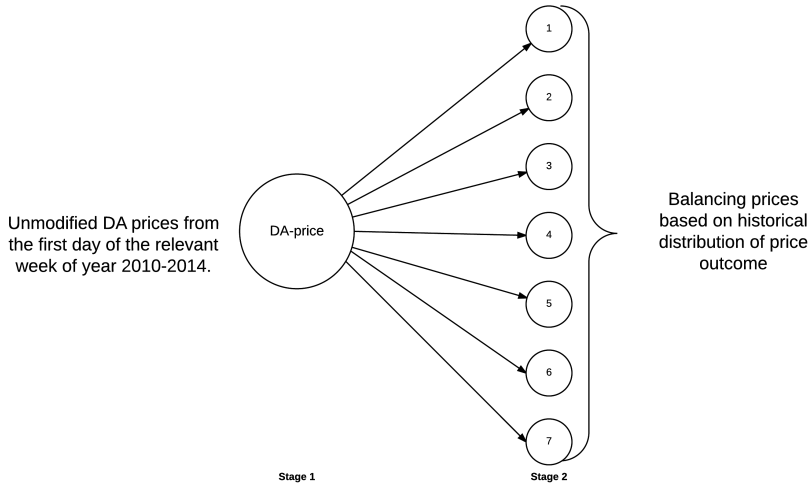 Unmodified DA prices from
the first day of the relevant
week of year 2010-2014.
DA-price
1
2
3
4
5
6
7
Balancing prices
based on historical
distribution of price
outcome
Stage 1
Stage 2